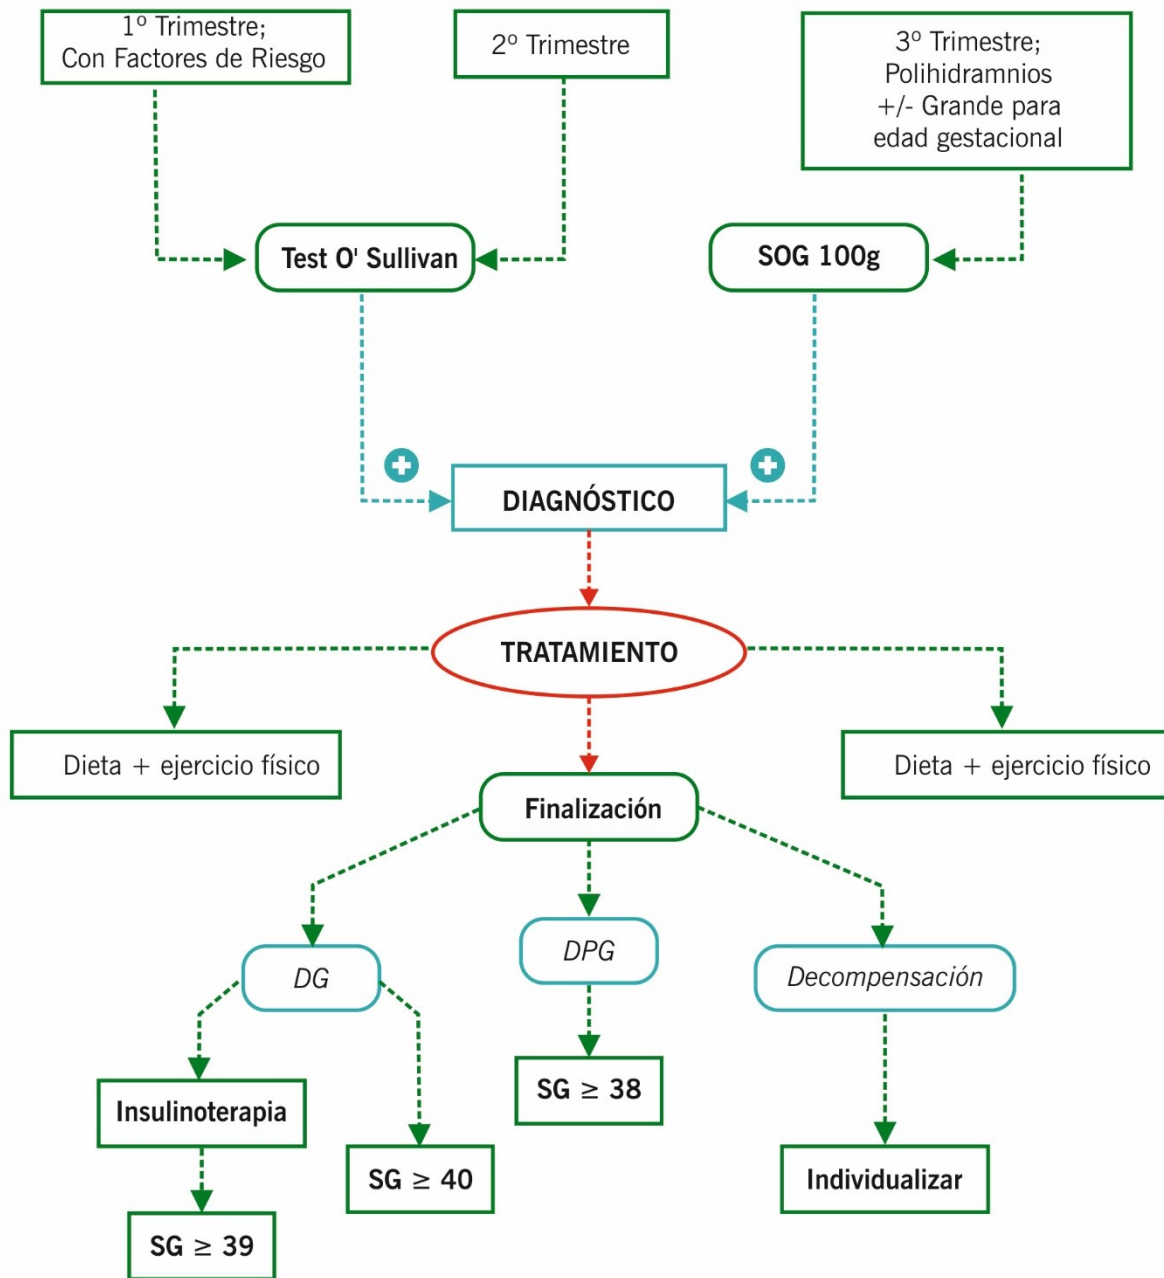 1º Trimestre;
Con Factores de Riesgo
2º Trimestre
3º Trimestre;
Polihidramnios
+/- Grande para
edad gestacional
Test O' Sullivan
SOG 100g
DIAGNÓSTICO
TRATAMIENTO
Dieta + ejercicio físico
Dieta + ejercicio físico
Finalización
DG
DPG
Decompensación
Insulinoterapia
SG ≥ 40
SG ≥ 38
Individualizar
SG ≥ 39